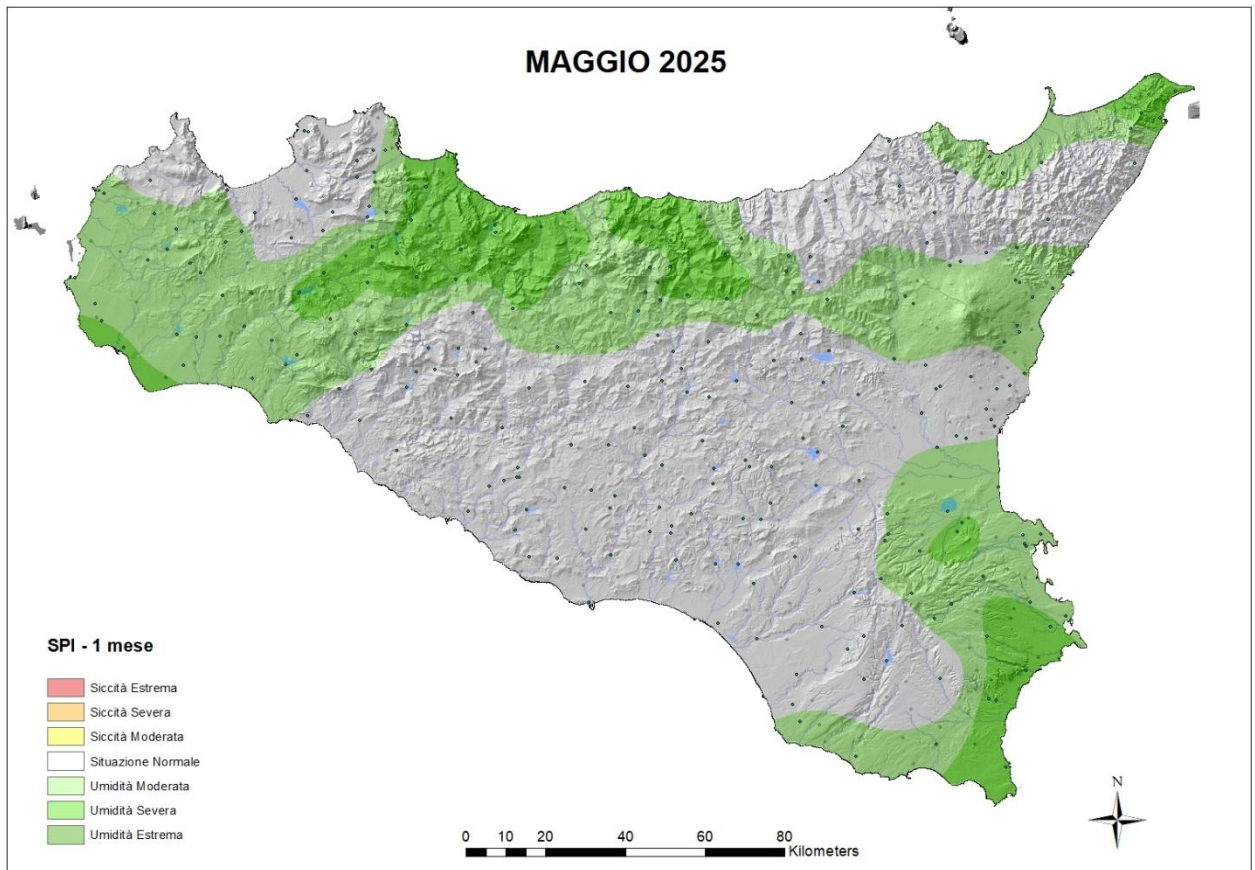 MAGGIO 2025
SPI - 1 mese
Siccità Estrema
Siccità Severa
Siccità Moderata
Situazione Normale
Umidità Moderata
Umidità Severa
Umidità Estrema
N
0 10 20 40 60 80
Kilometers